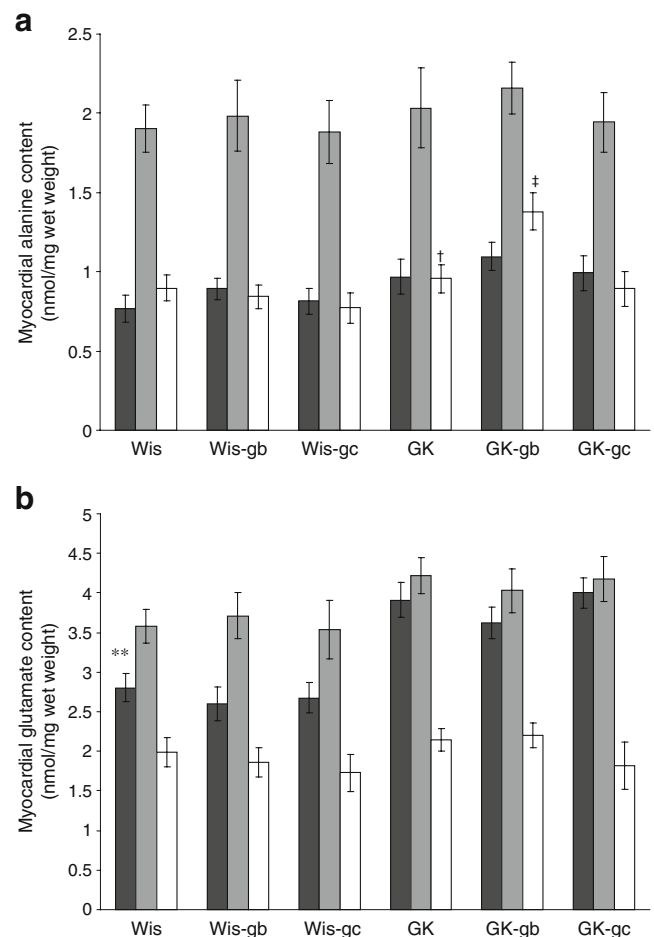 a
Myocardial alanine content
(nmol/mg wet weight)
2.5
2
1.5
1
0.5
0
†
‡
Wis Wis-gb Wis-gc GK GK-gb GK-gc
b
Myocardial glutamate content
(nmol/mg wet weight)
5
4.5
4
3.5
3
2.5
2
1.5
1
0.5
0
**
Wis Wis-gb Wis-gc GK GK-gb GK-gc